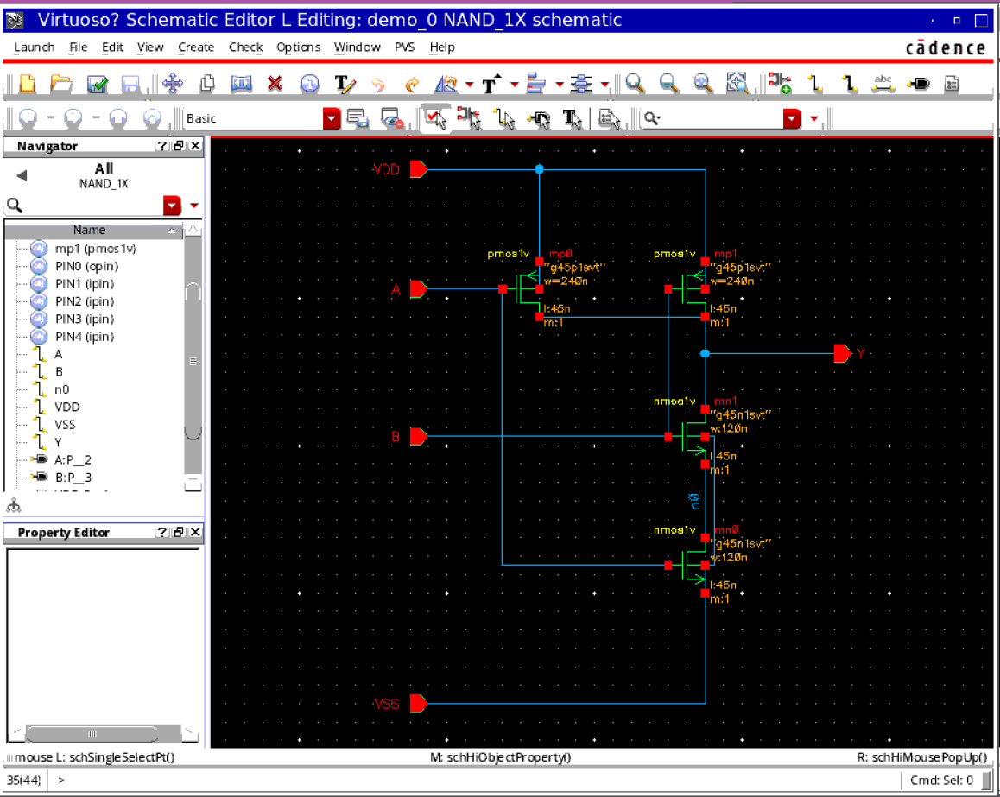 Virtuoso? Schematic Editor L Editing: demo_0 NAND_1X schematic
Launch File Edit View Create Check Options Window PVS Help
cādence
abc
Basic
Navigator
All
NAND_1X
Name
mp1 (pmos1v)
PIN0 (opin)
PIN1 (ipin)
PIN2 (ipin)
PIN3 (ipin)
PIN4 (ipin)
A
B
n0
VDD
VSS
Y
A:P__2
B:P__3
Property Editor
VDD
pmos1v mp0
"g45p1svt"
w=240n
l:45n
m:1
pmos1v mp1
"g45p1svt"
w=240n
l:45n
m:1
A
Y
nmos1v mn1
"g45n1svt"
w:120n
l:45n
m:1
B
n0
nmos1v mn0
"g45n1svt"
w:120n
l:45n
m:1
VSS
mouse L: schSingleSelectPt() M: schHiObjectProperty() R: schHiMousePopUp()
35(44) > Cmd: Sel: 0